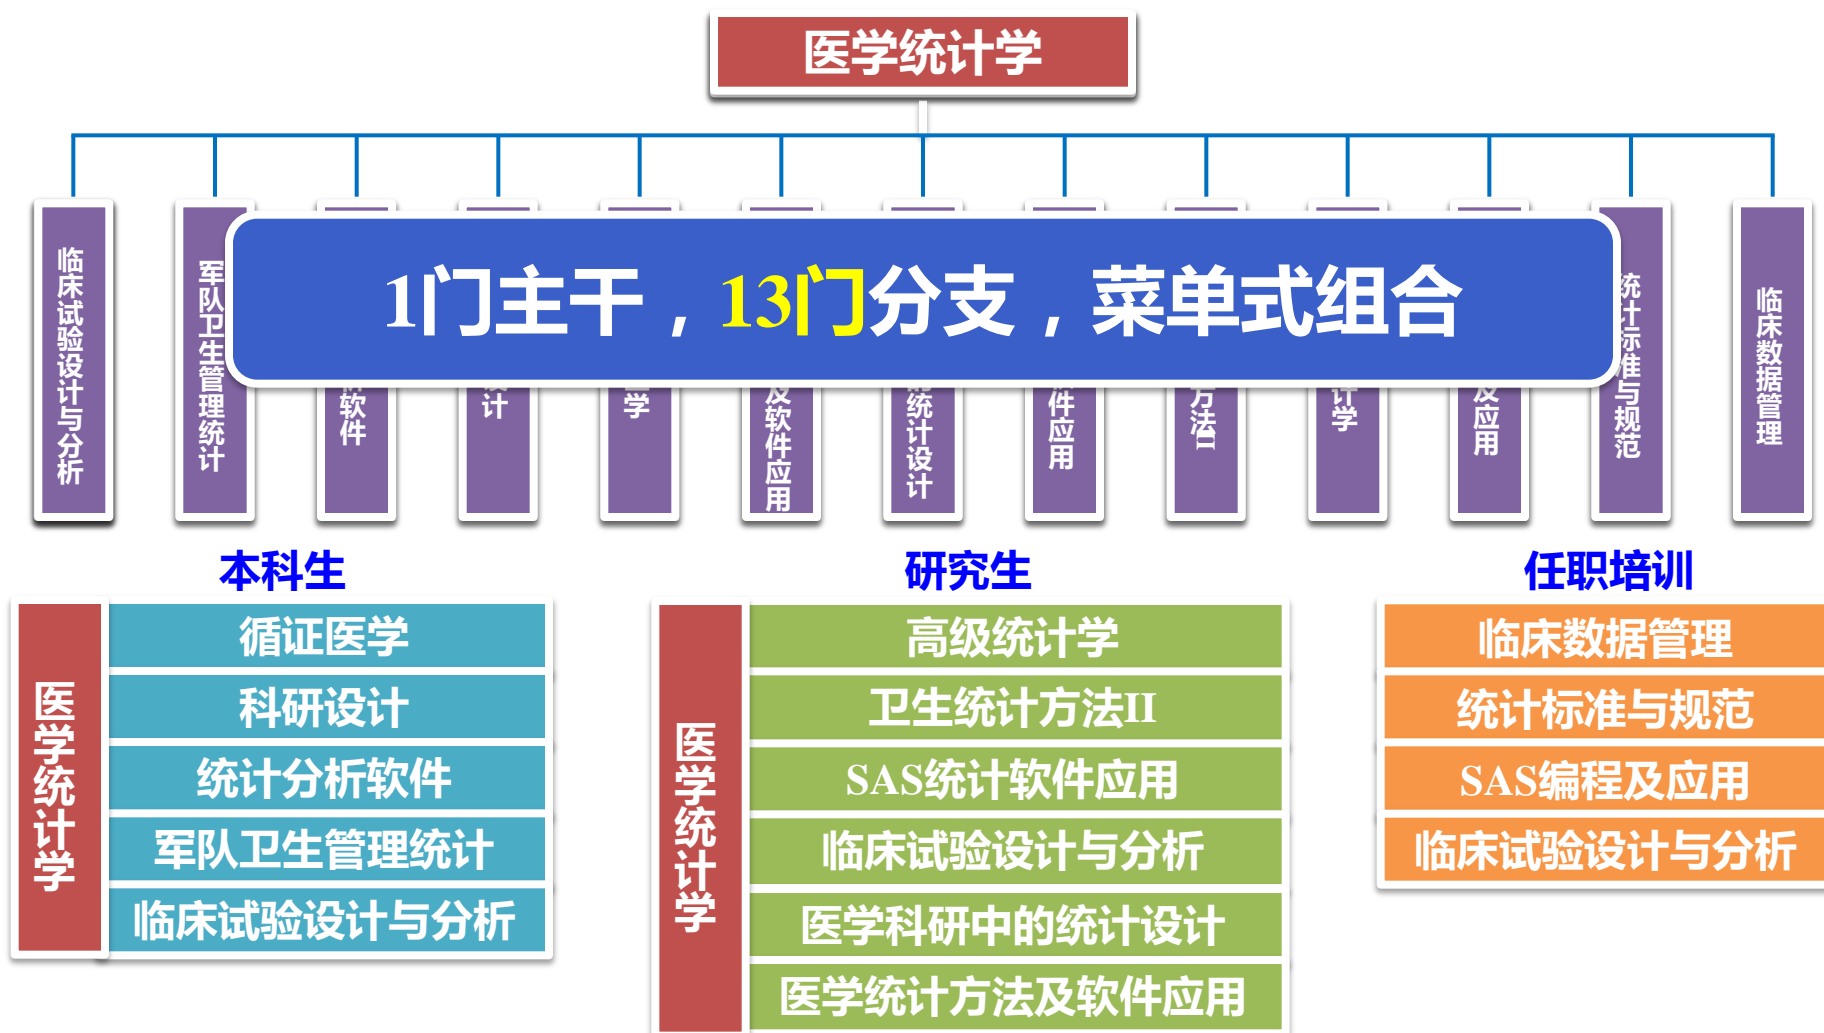 医学统计学
1门主干，13门分支，菜单式组合
临床试验设计与分析
军队卫生管理统计
软件
计
学
及软件应用
的统计设计
件应用
方法II
计学
及应用
统计标准与规范
临床数据管理
本科生
医学统计学
循证医学
科研设计
统计分析软件
军队卫生管理统计
临床试验设计与分析
研究生
医学统计学
高级统计学
卫生统计方法II
SAS统计软件应用
临床试验设计与分析
医学科研中的统计设计
医学统计方法及软件应用
任职培训
临床数据管理
统计标准与规范
SAS编程及应用
临床试验设计与分析